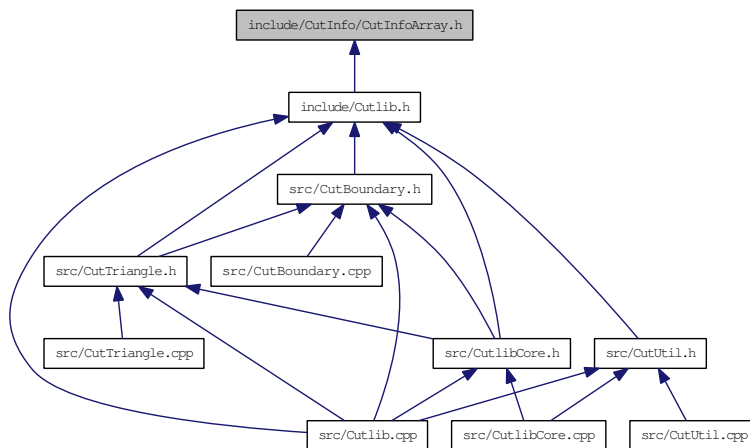 include/CutInfo/CutInfoArray.h
include/Cutlib.h
src/CutBoundary.h
src/CutTriangle.h
src/CutBoundary.cpp
src/CutTriangle.cpp
src/CutlibCore.h
src/CutUtil.h
src/Cutlib.cpp
src/CutlibCore.cpp
src/CutUtil.cpp